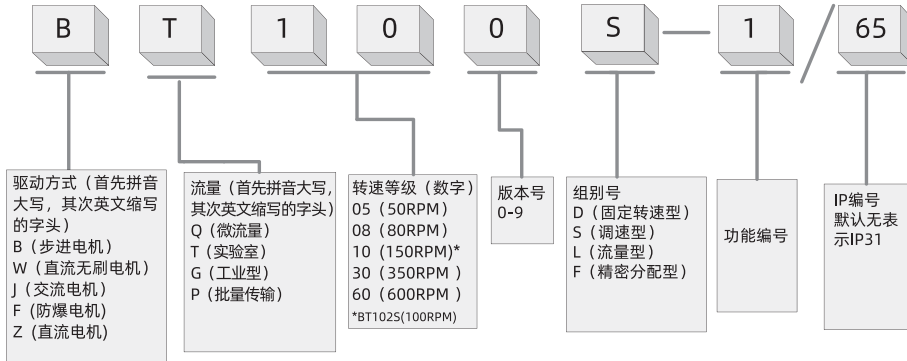 B T 1 0 0 S — 1 / 65
驱动方式（首先拼音
大写，其次英文缩写
的字头）
B（步进电机）
W（直流无刷电机）
J（交流电机）
F（防爆电机）
Z（直流电机）
流量（首先拼音大写，
其次英文缩写的字头）
Q（微流量）
T（实验室）
G（工业型）
P（批量传输）
转速等级（数字）
05（50RPM）
08（80RPM）
10（150RPM)*
30（350RPM ）
60（600RPM ）
*BT102S(100RPM)
版本号
0-9
组别号
D（固定转速型）
S（调速型）
L（流量型）
F（精密分配型）
功能编号
IP编号
默认无表
示IP31